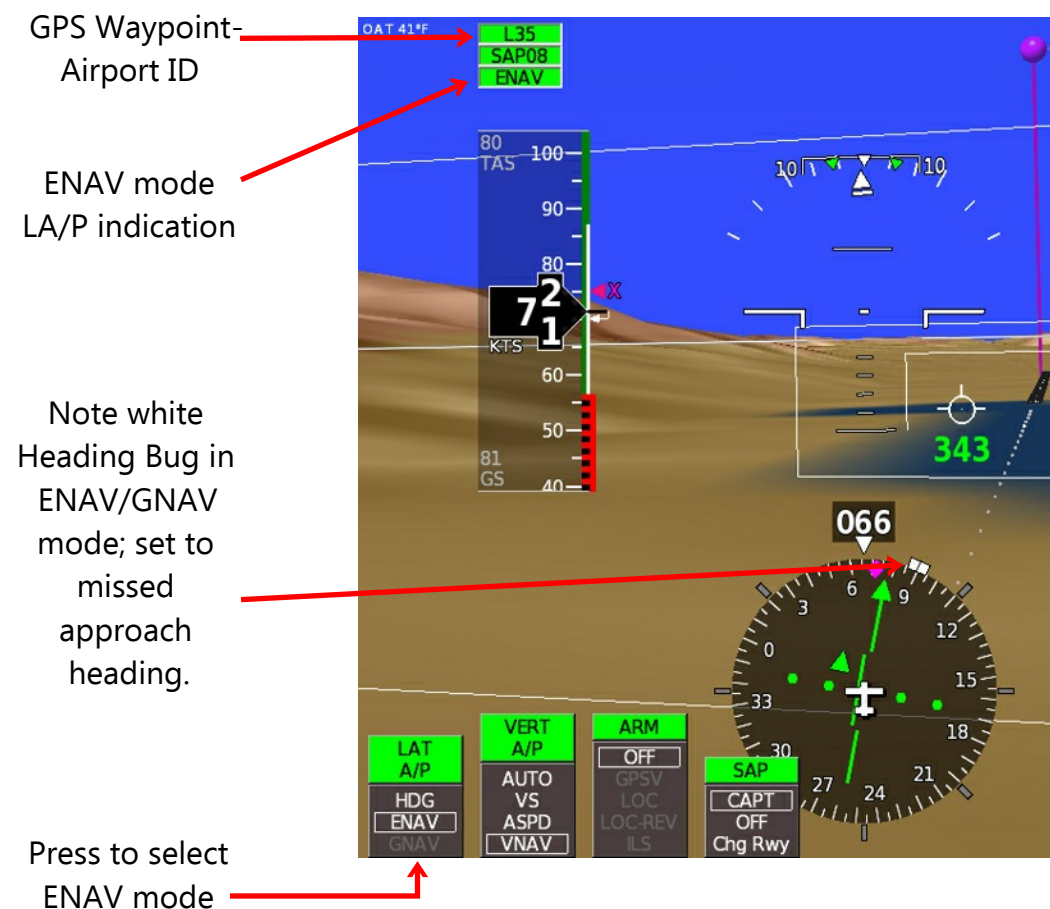 GPS Waypoint-
Airport ID
ENAV mode
LA/P indication
Note white
Heading Bug in
ENAV/GNAV
mode; set to
missed
approach
heading.
Press to select
ENAV mode
OAT 41°F
L35
SAP08
ENAV
80
TAS
100
90
80
7 2
1
KTS
60
50
81
GS
40
10 10
343
066
6
9
3
12
0
15
33
18
30
21
27
24
X
LAT
A/P
HDG
ENAV
GNAV
VERT
A/P
AUTO
VS
ASPD
VNAV
ARM
OFF
GPSV
LOC
LOC-REV
ILS
SAP
CAPT
OFF
Chg Rwy